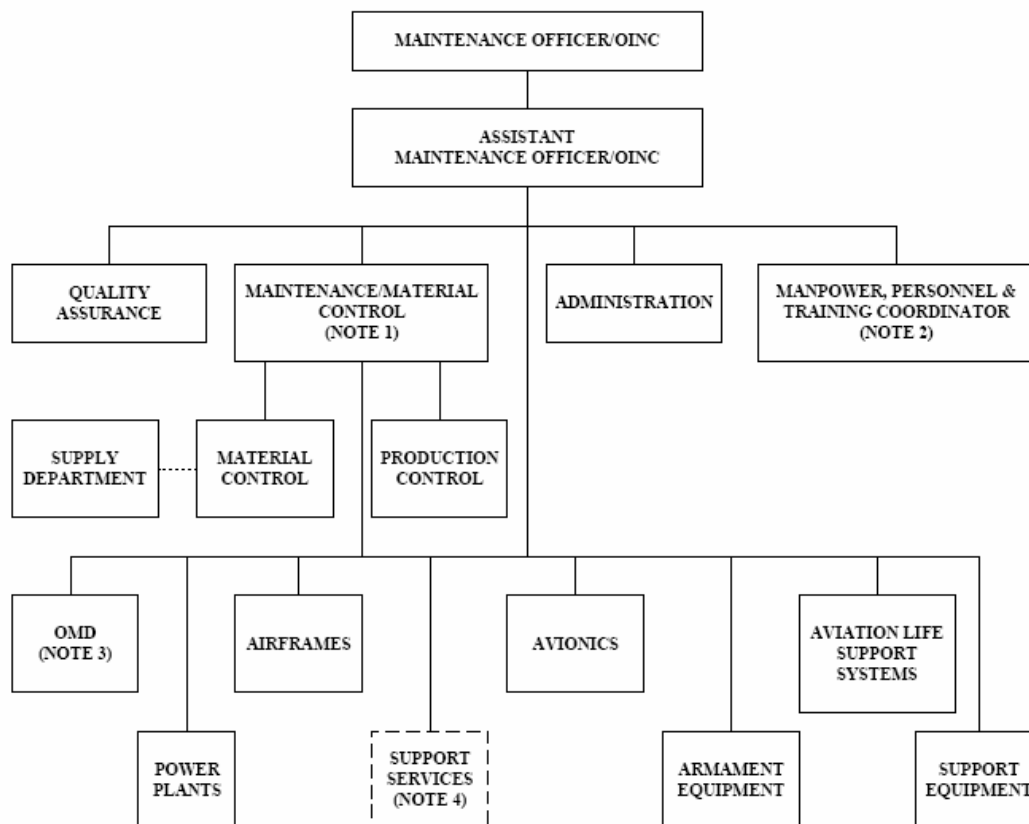 MAINTENANCE OFFICER/OINC
ASSISTANT
MAINTENANCE OFFICER/OINC
QUALITY
ASSURANCE
MAINTENANCE/MATERIAL
CONTROL
(NOTE 1)
ADMINISTRATION
MANPOWER, PERSONNEL &
TRAINING COORDINATOR
(NOTE 2)
SUPPLY
DEPARTMENT
MATERIAL
CONTROL
PRODUCTION
CONTROL
OMD
(NOTE 3)
AIRFRAMES
AVIONICS
AVIATION LIFE
SUPPORT
SYSTEMS
POWER
PLANTS
SUPPORT
SERVICES
(NOTE 4)
ARMAMENT
EQUIPMENT
SUPPORT
EQUIPMENT